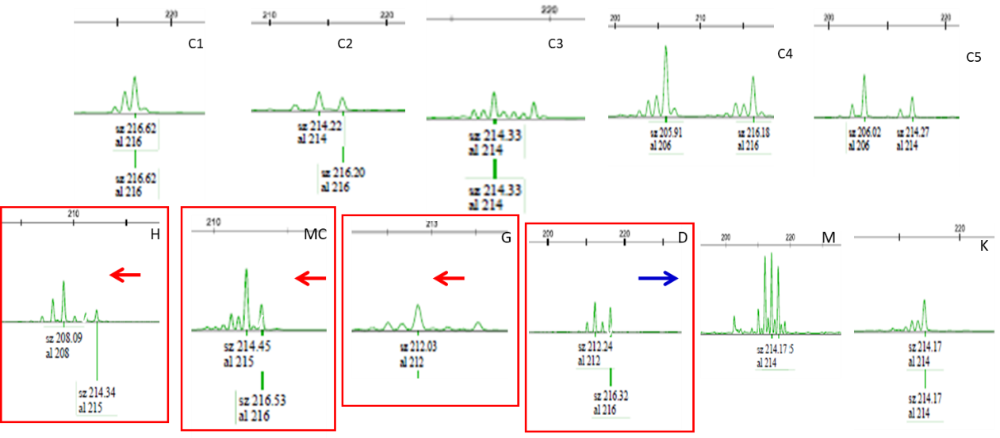 220
C1
sz 216.62
al 216
sz 216.62
al 216
210 220
C2
sz 214.22
al 214
sz 216.20
al 216
220
C3
sz 214.33
al 214
sz 214.33
al 214
200 210
C4
sz 205.91
al 206
sz 216.18
al 216
200 220
C5
sz 206.02
al 206
sz 214.27
al 214
210
H
sz 208.09
al 208
sz 214.34
al 215
210
MC
sz 214.45
al 215
sz 216.53
al 216
213
G
sz 212.03
al 212
200 220
D
sz 212.24
al 212
sz 216.32
al 216
200 220
M
sz 214.17 5
al 214
220
K
sz 214.17
al 214
sz 214.17
al 214